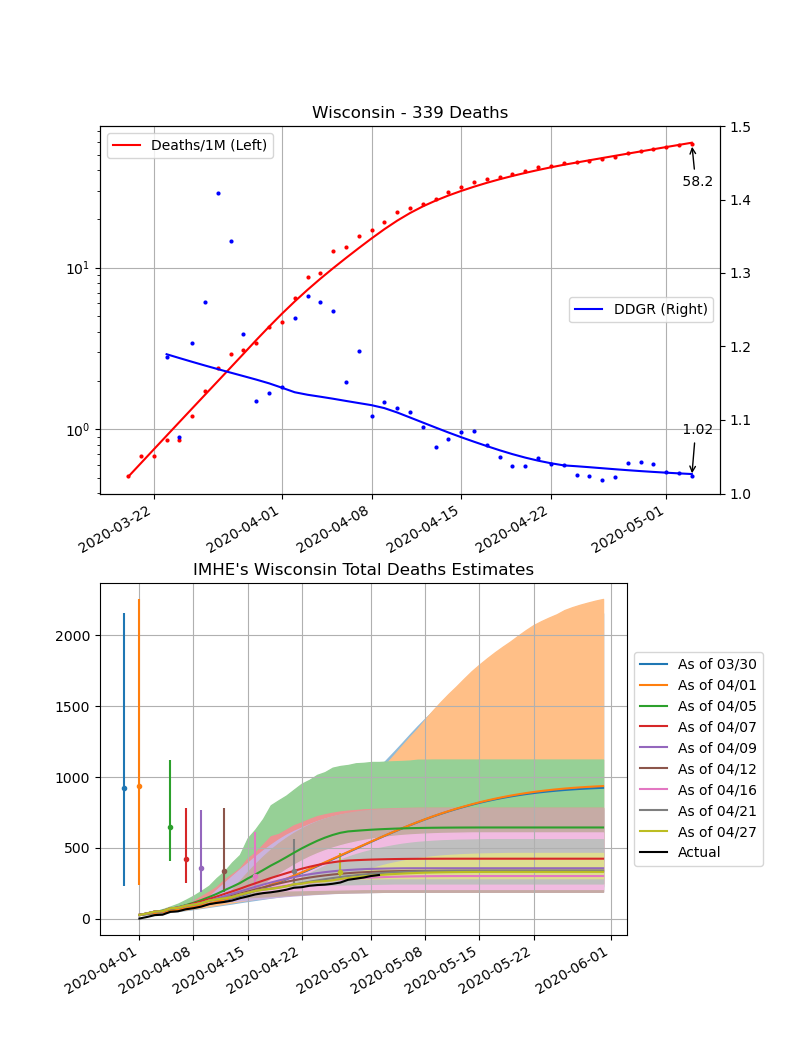 Wisconsin - 339 Deaths
Deaths/1M (Left)
DDGR (Right)
58.2
1.02
10^1
10^0
1.5
1.4
1.3
1.2
1.1
1.0
2020-03-22
2020-04-01
2020-04-08
2020-04-15
2020-04-22
2020-05-01
IMHE's Wisconsin Total Deaths Estimates
2000
1500
1000
500
0
2020-04-01
2020-04-08
2020-04-15
2020-04-22
2020-05-01
2020-05-08
2020-05-15
2020-05-22
2020-06-01
As of 03/30
As of 04/01
As of 04/05
As of 04/07
As of 04/09
As of 04/12
As of 04/16
As of 04/21
As of 04/27
Actual